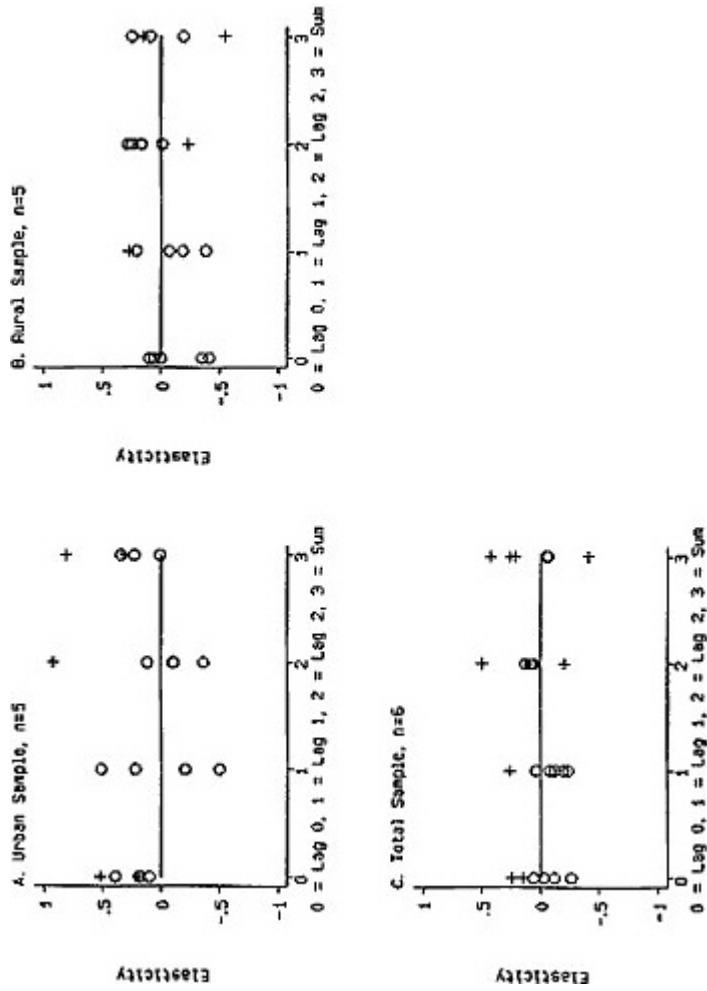 A. Urban Sample, n=5
Elasticity
1
.5
0
-.5
-1
0 1 2 3
0 = Lag 0, 1 = Lag 1, 2 = Lag 2, 3 = Sum
B. Rural Sample, n=5
Elasticity
1
.5
0
-.5
-1
0 1 2 3
0 = Lag 0, 1 = Lag 1, 2 = Lag 2, 3 = Sum
C. Total Sample, n=6
Elasticity
1
.5
0
-.5
-1
0 1 2 3
0 = Lag 0, 1 = Lag 1, 2 = Lag 2, 3 = Sum